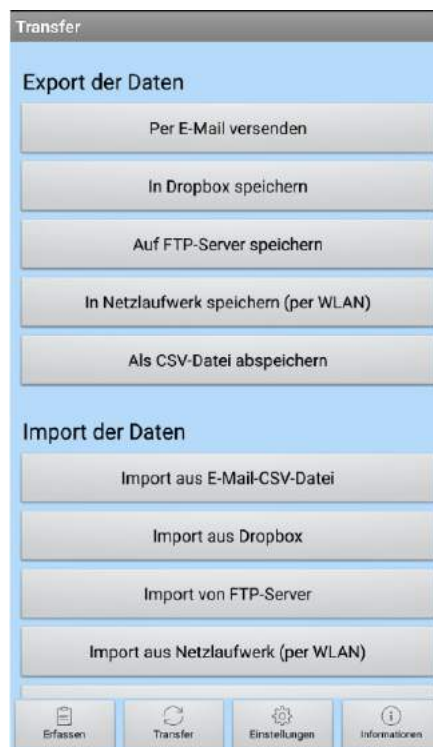 Transfer
Export der Daten
Per E-Mail versenden
In Dropbox speichern
Auf FTP-Server speichern
In Netzlaufwerk speichern (per WLAN)
Als CSV-Datei abspeichern
Import der Daten
Import aus E-Mail-CSV-Datei
Import aus Dropbox
Import von FTP-Server
Import aus Netzlaufwerk (per WLAN)
Erfassen Transfer Einstellungen Informationen